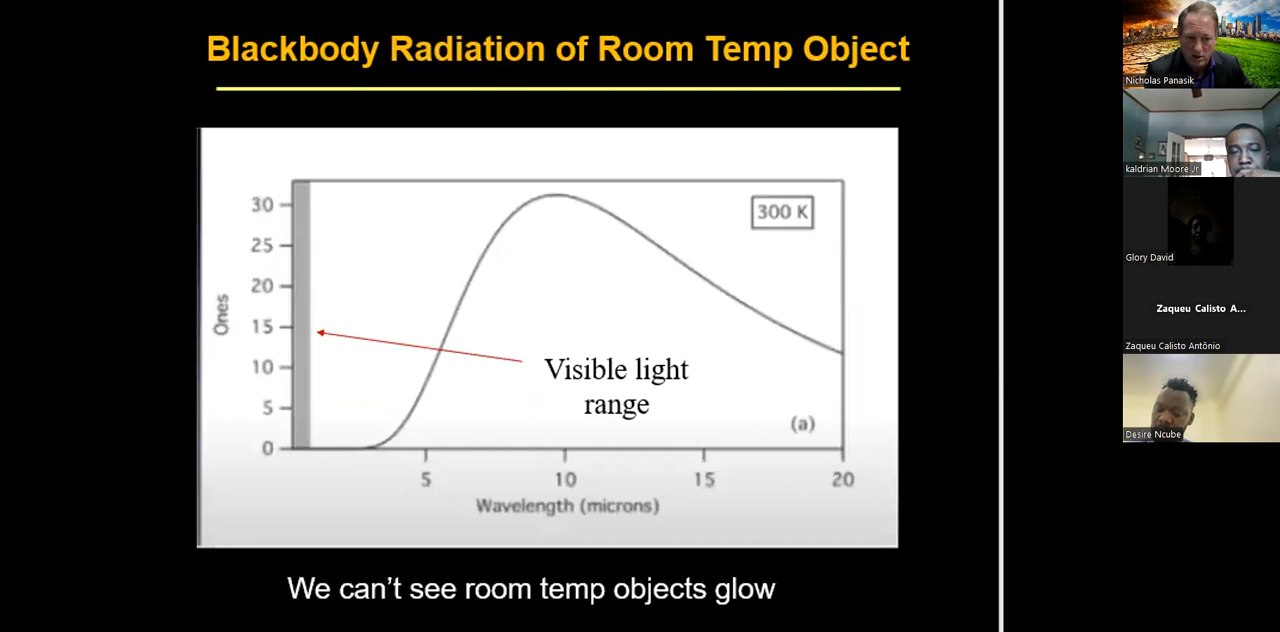 Blackbody Radiation of Room Temp Object
30
25
20
15
10
5
0
Ones
300 K
Visible light
range
(a)
5 10 15 20
Wavelength (microns)
We can't see room temp objects glow
Nicholas Panasik
kaldrian Moore Jr
Glory David
Zaqueu Calisto A...
Zaqueu Calisto Antônio
Desire Ncube